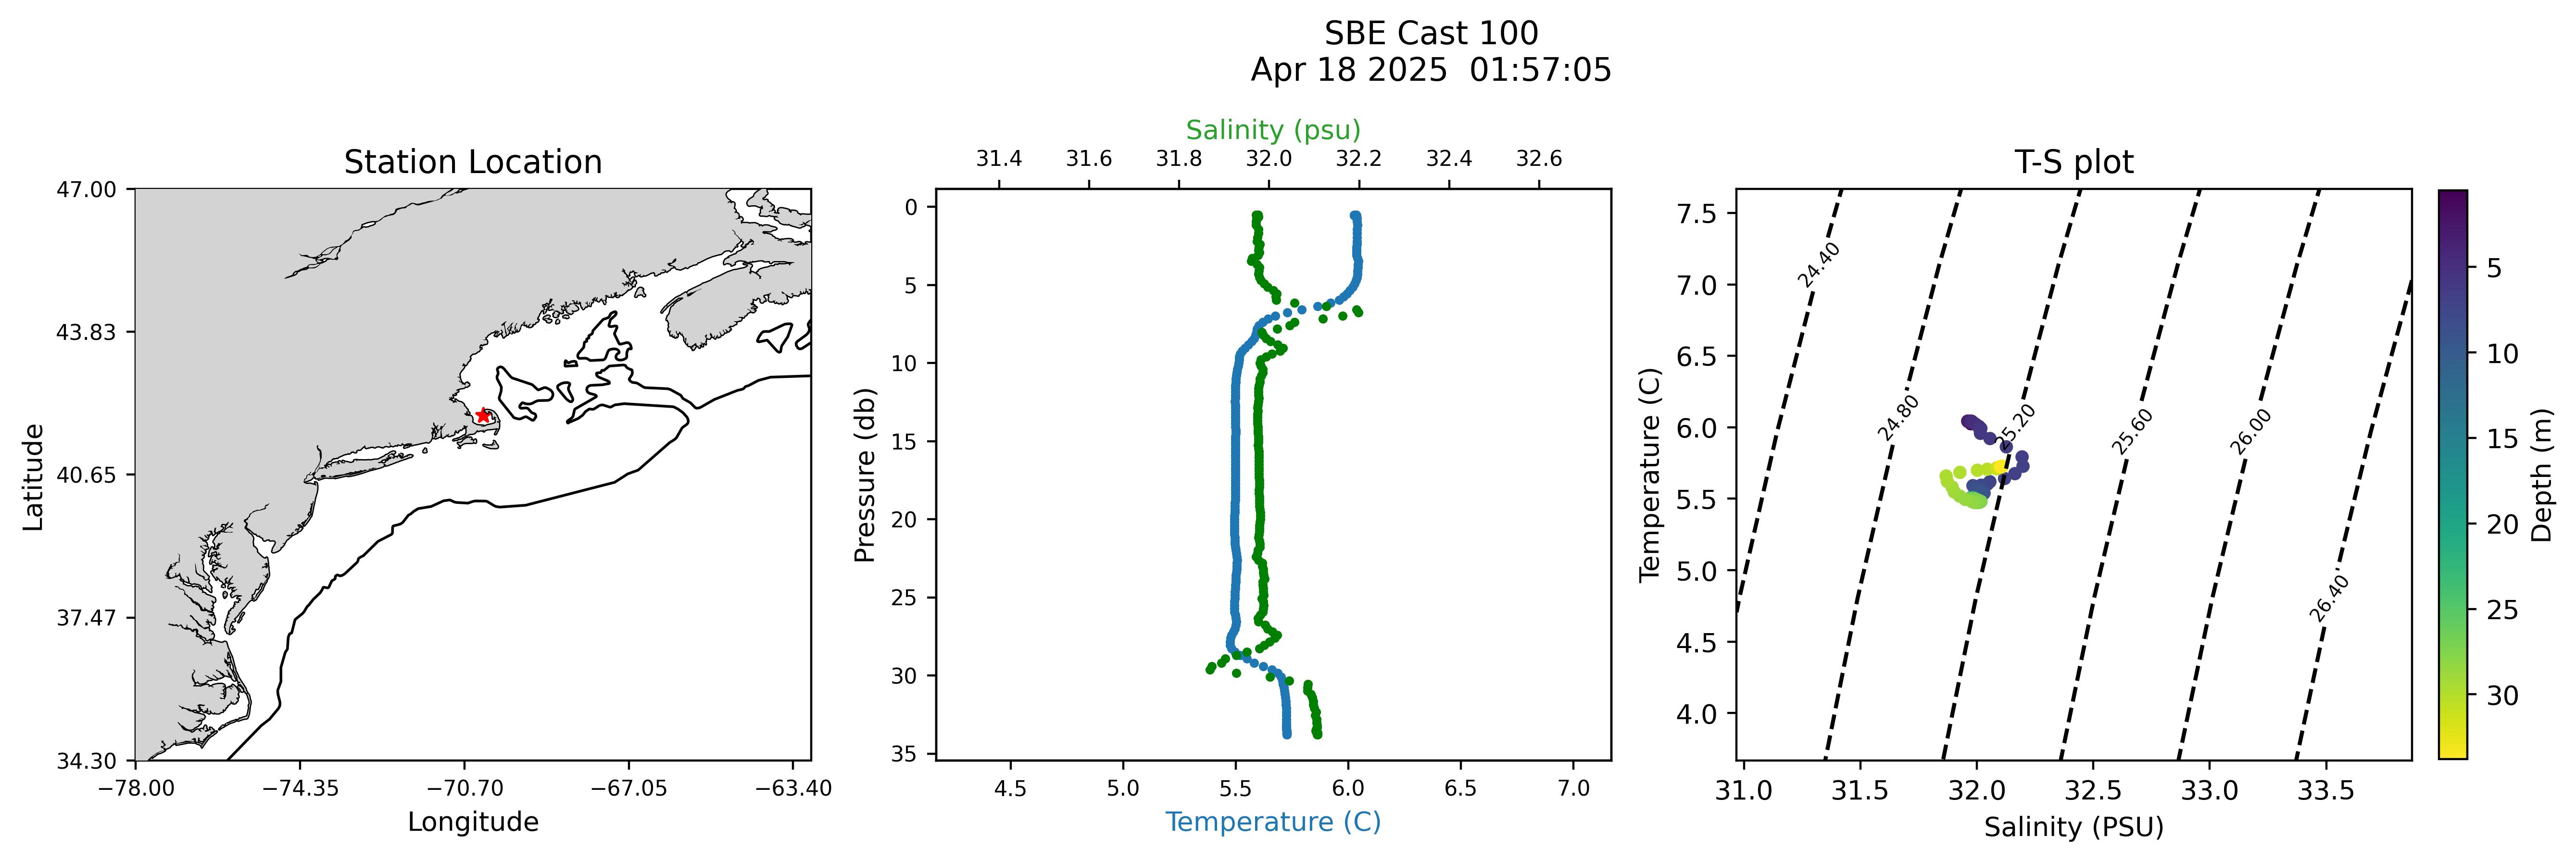 SBE Cast 100
Apr 18 2025  01:57:05
Station Location
47.00
43.83
40.65
37.47
34.30
Latitude
−78.00 −74.35 −70.70 −67.05 −63.40
Longitude
Salinity (psu)
31.4 31.6 31.8 32.0 32.2 32.4 32.6
0
5
10
15
20
25
30
35
Pressure (db)
4.5 5.0 5.5 6.0 6.5 7.0
Temperature (C)
T-S plot
7.5
7.0
6.5
6.0
5.5
5.0
4.5
4.0
Temperature (C)
24.40
24.80
25.20
25.60
26.00
26.40
31.0 31.5 32.0 32.5 33.0 33.5
Salinity (PSU)
5
10
15
20
25
30
Depth (m)